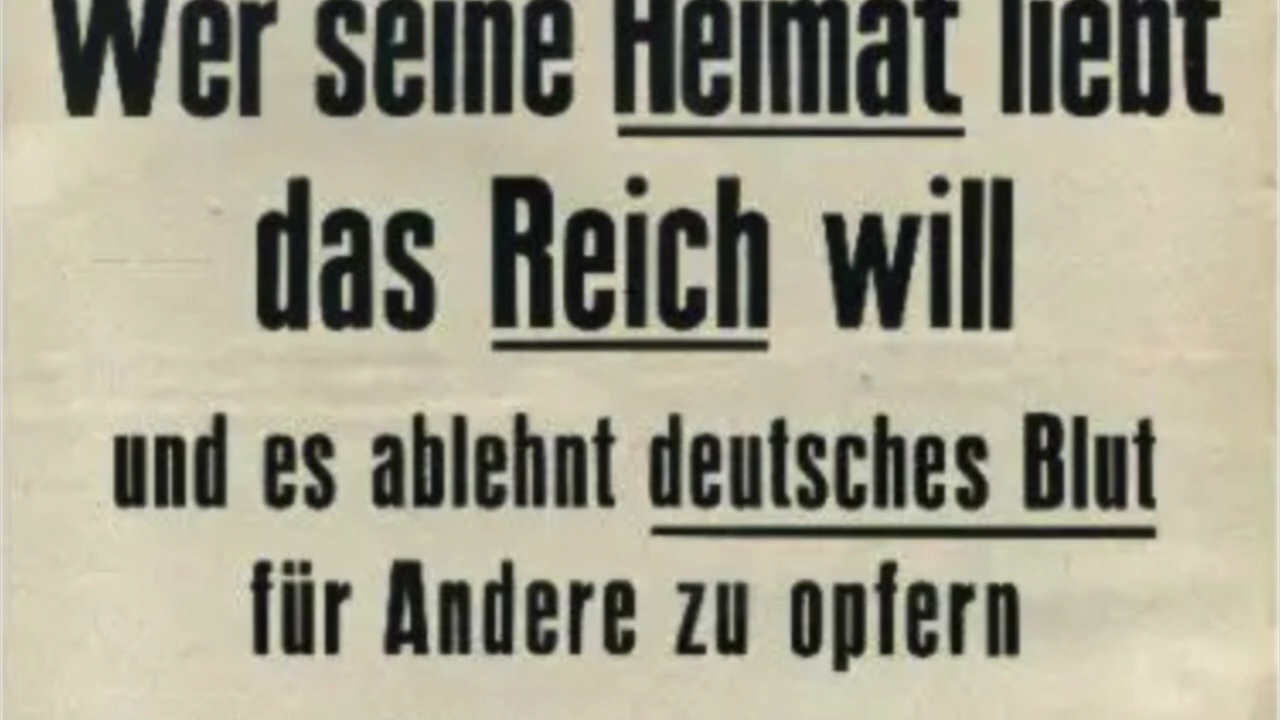 Wer seine Heimat liebt
das Reich will
und es ablehnt deutsches Blut
für Andere zu opfern